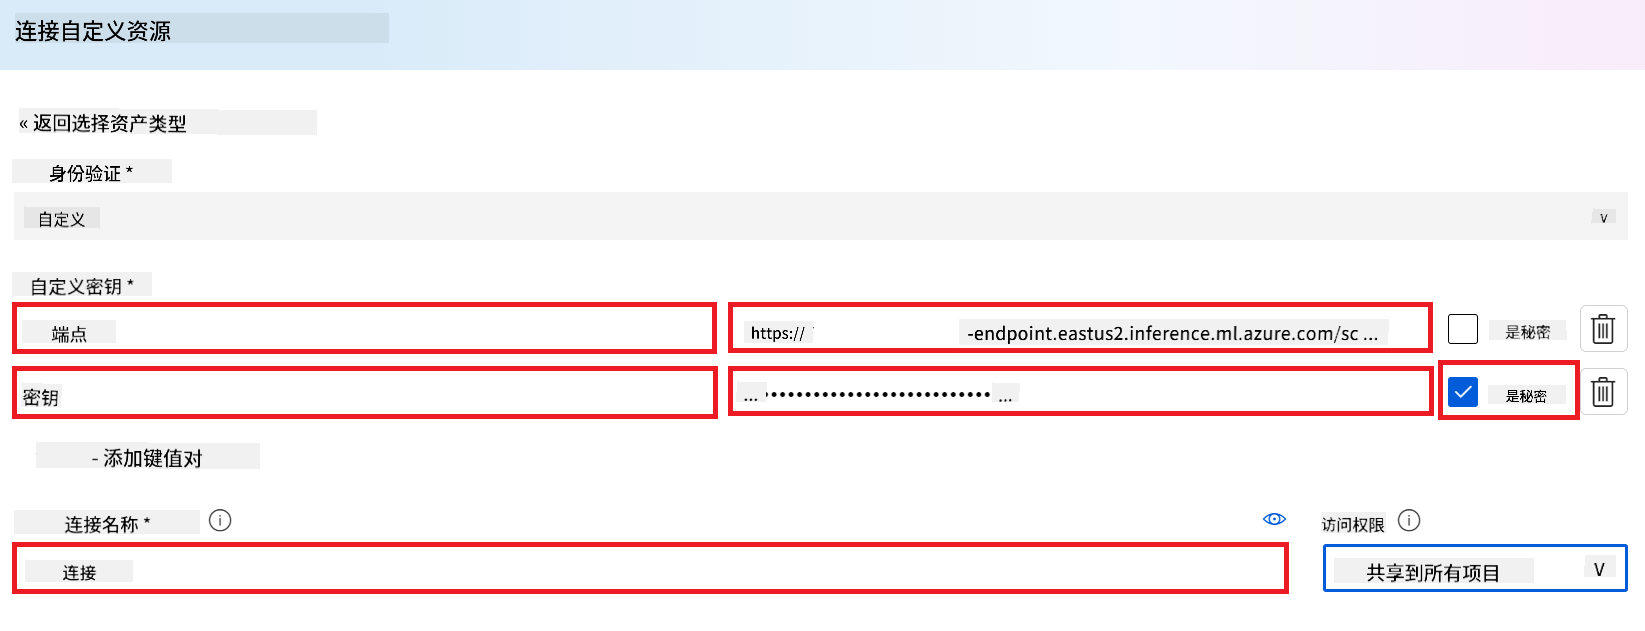 连接自定义资源
« 返回选择资产类型
身份验证 *
自定义
自定义密钥 *
端点 https:// -endpoint.eastus2.inference.ml.azure.com/sc ... 是秘密
密钥 ...••••••••••••••••••••••••••••... 是秘密
- 添加键值对
连接名称 * 访问权限
连接 共享到所有项目